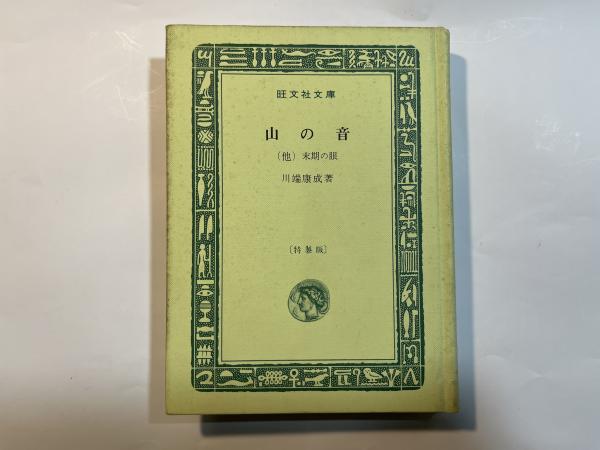 旺文社文庫
山の音
（他）末期の眼
川端康成著
〔特製版〕